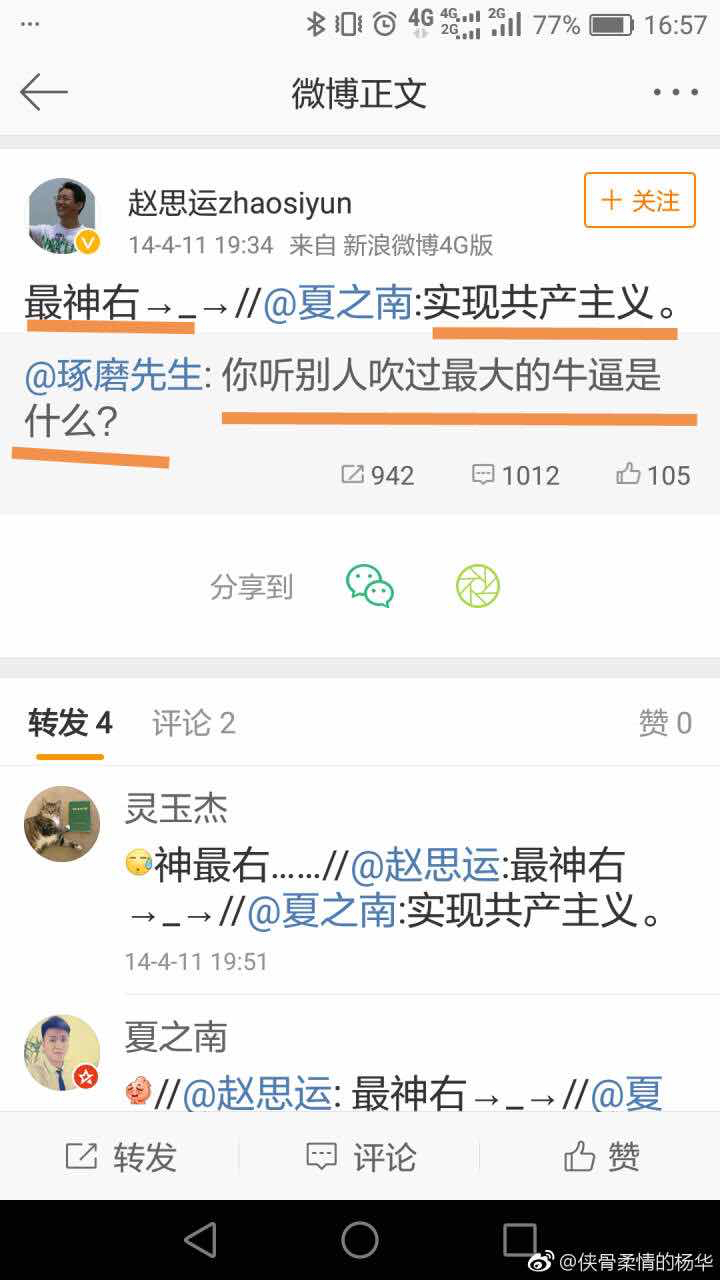 4G 4G 2G 2G 77% 16:57
微博正文
赵思运zhaosiyun
+ 关注
14-4-11 19:34 来自 新浪微博4G版
最神右→_→//@夏之南:实现共产主义。
@琢磨先生: 你听别人吹过最大的牛逼是
什么?
942 1012 105
分享到
转发 4 评论 2 赞 0
灵玉杰
神最右……//@赵思运:最神右
→_→//@夏之南:实现共产主义。
14-4-11 19:51
夏之南
//@赵思运: 最神右→_→//@夏
转发 评论 赞
@侠骨柔情的杨华